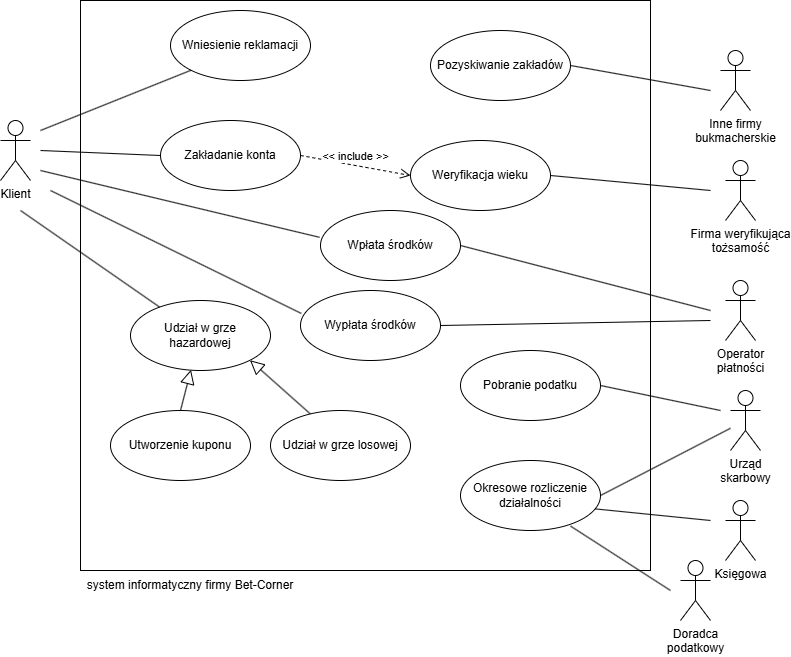 Wniesienie reklamacji
Pozyskiwanie zakładów
Inne firmy
bukmacherskie
Klient
Zakładanie konta
<< include >>
Weryfikacja wieku
Firma weryfikująca
tożsamość
Wpłata środków
Wypłata środków
Operator
płatności
Udział w grze
hazardowej
Utworzenie kuponu
Udział w grze losowej
Pobranie podatku
Urząd
skarbowy
Okresowe rozliczenie
działalności
Księgowa
Doradca
podatkowy
system informatyczny firmy Bet-Corner